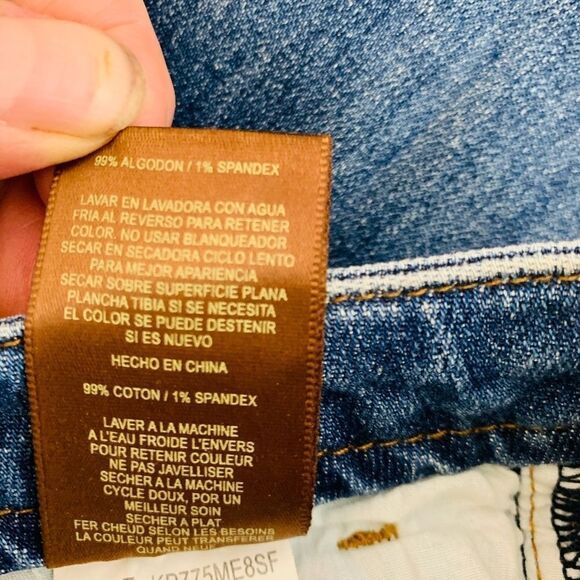 99% ALGODON / 1% SPANDEX
LAVAR EN LAVADORA CON AGUA
FRIA AL REVERSO PARA RETENER
COLOR. NO USAR BLANQUEADOR
SECAR EN SECADORA CICLO LENTO
PARA MEJOR APARIENCIA
SECAR SOBRE SUPERFICIE PLANA
PLANCHA TIBIA SI SE NECESITA
EL COLOR SE PUEDE DESTENIR
SI ES NUEVO
HECHO EN CHINA
99% COTON / 1% SPANDEX
LAVER A LA MACHINE
A L'EAU FROIDE L'ENVERS
POUR RETENIR COULEUR
NE PAS JAVELLISER
SECHER A LA MACHINE
CYCLE DOUX, POR UN
MEILLEUR SOIN
SECHER A PLAT
FER CHEUD SELON LES BESOINS
LA COULEUR PEUT TRANSFERER
QUAND NEUF
KP775ME8SF